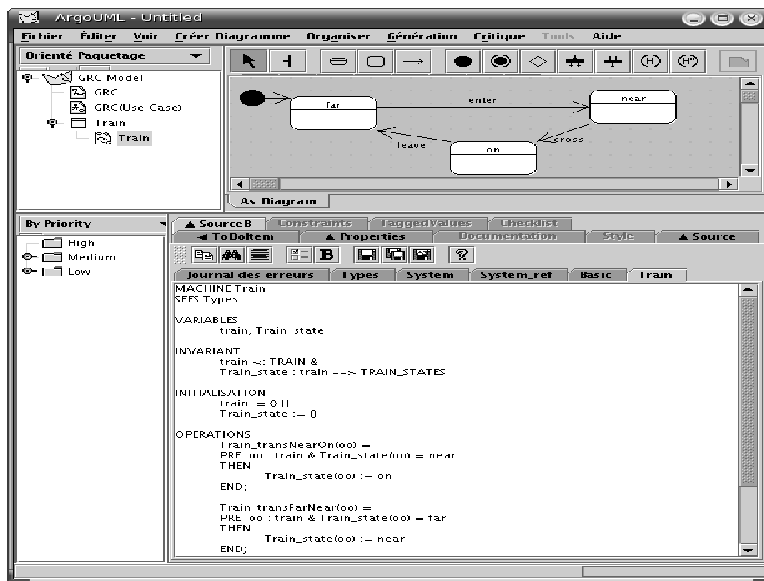 ArgoUML - Untitled
Fichier Éditer Voir Créer Diagramme Organiser Génération Critique Tools Aide
Orienté Paquetage
GRC Model
GRC
GRC(Use Case)
Train
Train
far
enter
near
leave
on
cross
As Diagram
By Priority
High
Medium
Low
Source B Constraints TaggedValues Checklist
ToDoItem Properties Documentation Style Source
Journal des erreurs Types System System_ref Basic Train
MACHINE Train
SEES Types
VARIABLES
train, Train_state
INVARIANT
train <: TRAIN &
Train_state : train --> TRAIN_STATES
INITIALISATION
train := {} ||
Train_state := {}
OPERATIONS
Train_transNearOn(oo) =
PRE oo : train & Train_state(oo) = near
THEN
Train_state(oo) := on
END;
Train_transFarNear(oo) =
PRE oo : train & Train_state(oo) = far
THEN
Train_state(oo) := near
END;